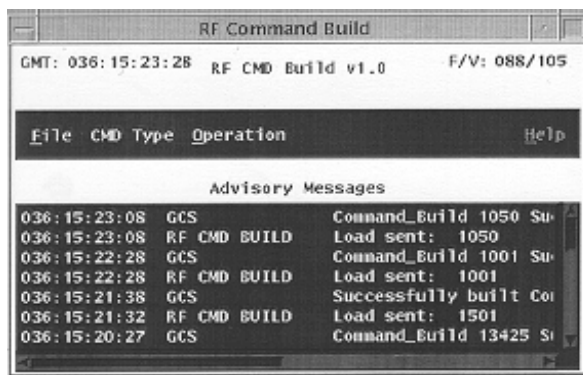 RF Command Build
GMT: 036:15:23:28 RF CMD Build v1.0 F/V: 088/105
File CMD Type Operation Help
Advisory Messages
036:15:23:08 GCS Command_Build 1050 Su
036:15:23:08 RF CMD BUILD Load sent: 1050
036:15:22:28 GCS Command_Build 1001 Su
036:15:22:28 RF CMD BUILD Load sent: 1001
036:15:21:38 GCS Successfully built Co
036:15:21:32 RF CMD BUILD Load sent: 1501
036:15:20:27 GCS Command_Build 13425 S